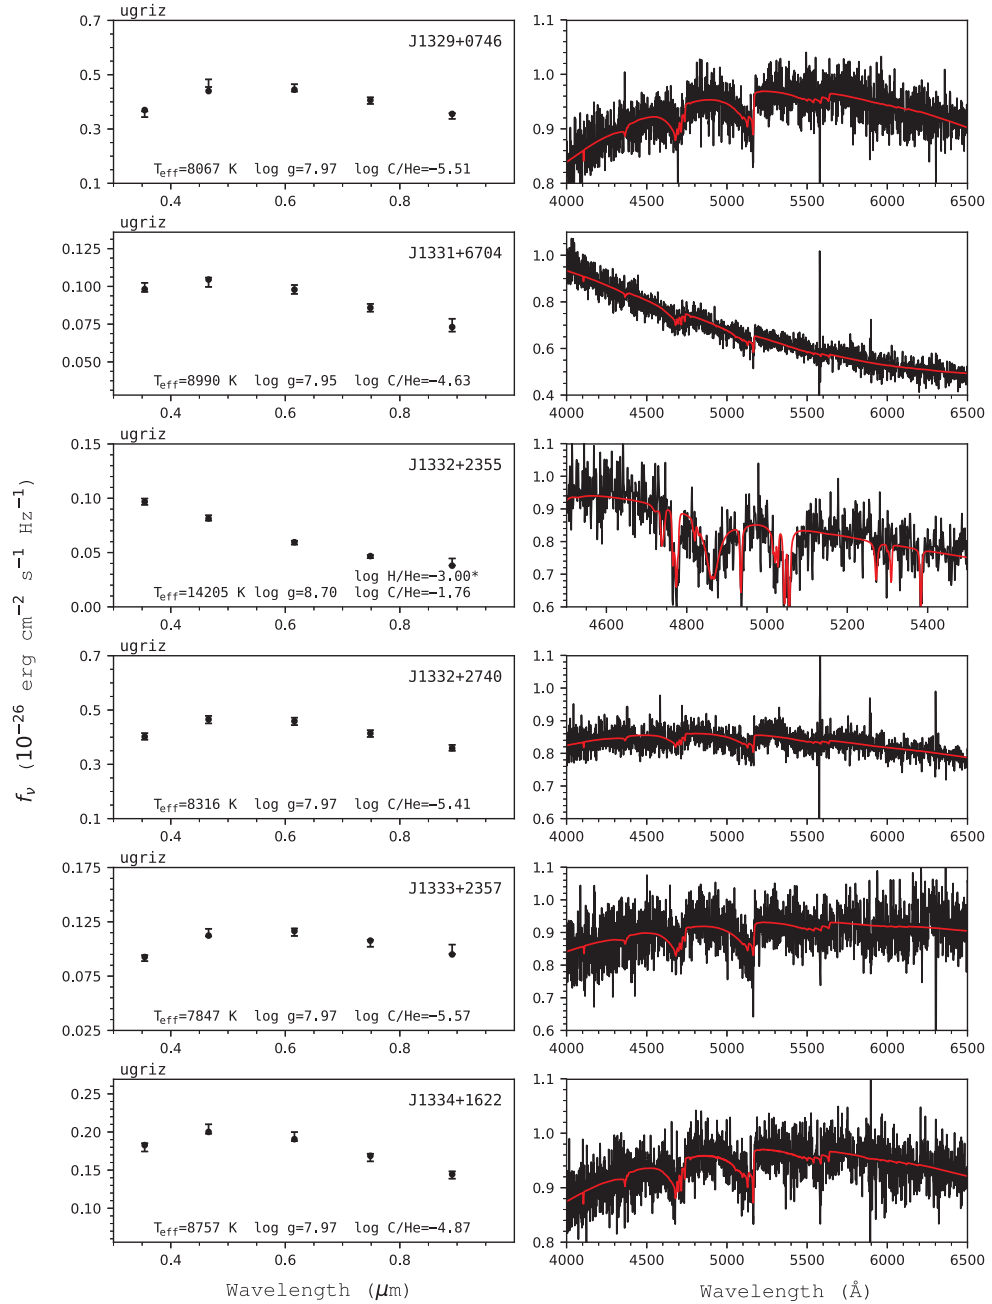 ugriz
J1329+0746
0.7
0.5
0.3
0.1
T_eff=8067 K log g=7.97 log C/He=−5.51
0.4 0.6 0.8
1.1
1.0
0.9
0.8
4000 4500 5000 5500 6000 6500
ugriz
J1331+6704
0.125
0.100
0.075
0.050
T_eff=8990 K log g=7.95 log C/He=−4.63
0.4 0.6 0.8
1.0
0.8
0.6
0.4
4000 4500 5000 5500 6000 6500
ugriz
J1332+2355
0.15
0.10
0.05
0.00
log H/He=−3.00*
T_eff=14205 K log g=8.70 log C/He=−1.76
0.4 0.6 0.8
1.1
1.0
0.9
0.8
0.7
0.6
4600 4800 5000 5200 5400
ugriz
J1332+2740
0.7
0.5
0.3
0.1
T_eff=8316 K log g=7.97 log C/He=−5.41
0.4 0.6 0.8
1.1
1.0
0.9
0.8
0.7
0.6
4000 4500 5000 5500 6000 6500
ugriz
J1333+2357
0.175
0.125
0.075
0.025
T_eff=7847 K log g=7.97 log C/He=−5.57
0.4 0.6 0.8
1.1
1.0
0.9
0.8
0.7
0.6
4000 4500 5000 5500 6000 6500
ugriz
J1334+1622
0.25
0.20
0.15
0.10
T_eff=8757 K log g=7.97 log C/He=−4.87
0.4 0.6 0.8
1.1
1.0
0.9
0.8
4000 4500 5000 5500 6000 6500
f_ν (10⁻²⁶ erg cm⁻² s⁻¹ Hz⁻¹)
Wavelength (μm)
Wavelength (Å)